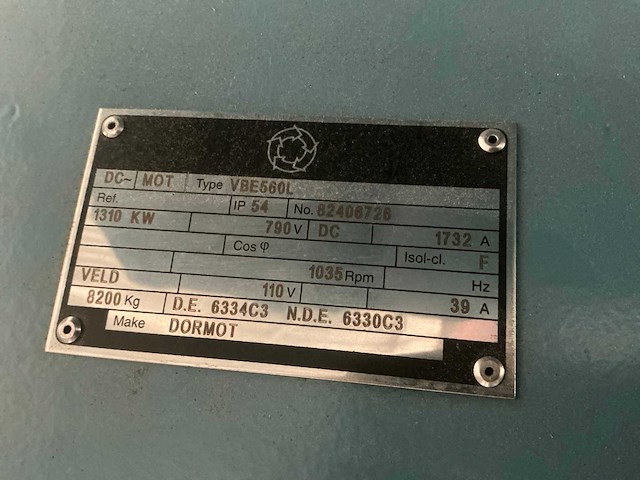 DC~ MOT Type VBE560L
Ref. IP 54 No. 82406728
1310 KW 790 V DC 1732 A
Cos φ Isol-cl. F
1035 Rpm Hz
VELD 110 V 39 A
8200 Kg D.E. 6334C3 N.D.E. 6330C3
Make DORMOT